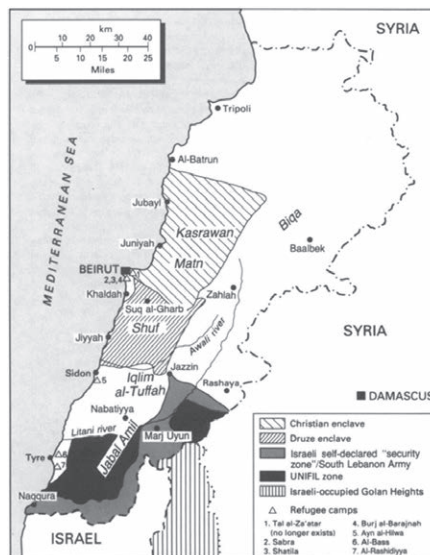 km
0 10 20 30 40
0 5 10 15 20 25
Miles
SYRIA
Tripoli
MEDITERRANEAN SEA
Al-Batrun
Jubayl
Kasrawan
Biqa
Juniyah
Matn
Baalbek
BEIRUT
2,3,4
Khaldah
Zahlah
Suq al-Gharb
SYRIA
Shuf
Jiyyah
Awali river
Sidon
5
Iqlim
al-Tuffah
Jazzin
Rashaya
DAMASCUS
Nabatiyya
Litani river
Jabal Amil
Marj Uyun
Tyre
6
7
Naqqura
ISRAEL
Christian enclave
Druze enclave
Israeli self-declared "security
zone"/South Lebanon Army
UNIFIL zone
Israeli-occupied Golan Heights
Refugee camps
1. Tal al-Za'atar
(no longer exists)
2. Sabra
3. Shatila
4. Burj al-Barajnah
5. Ayn al-Hilwa
6. Al-Bass
7. Al-Rashidiyya